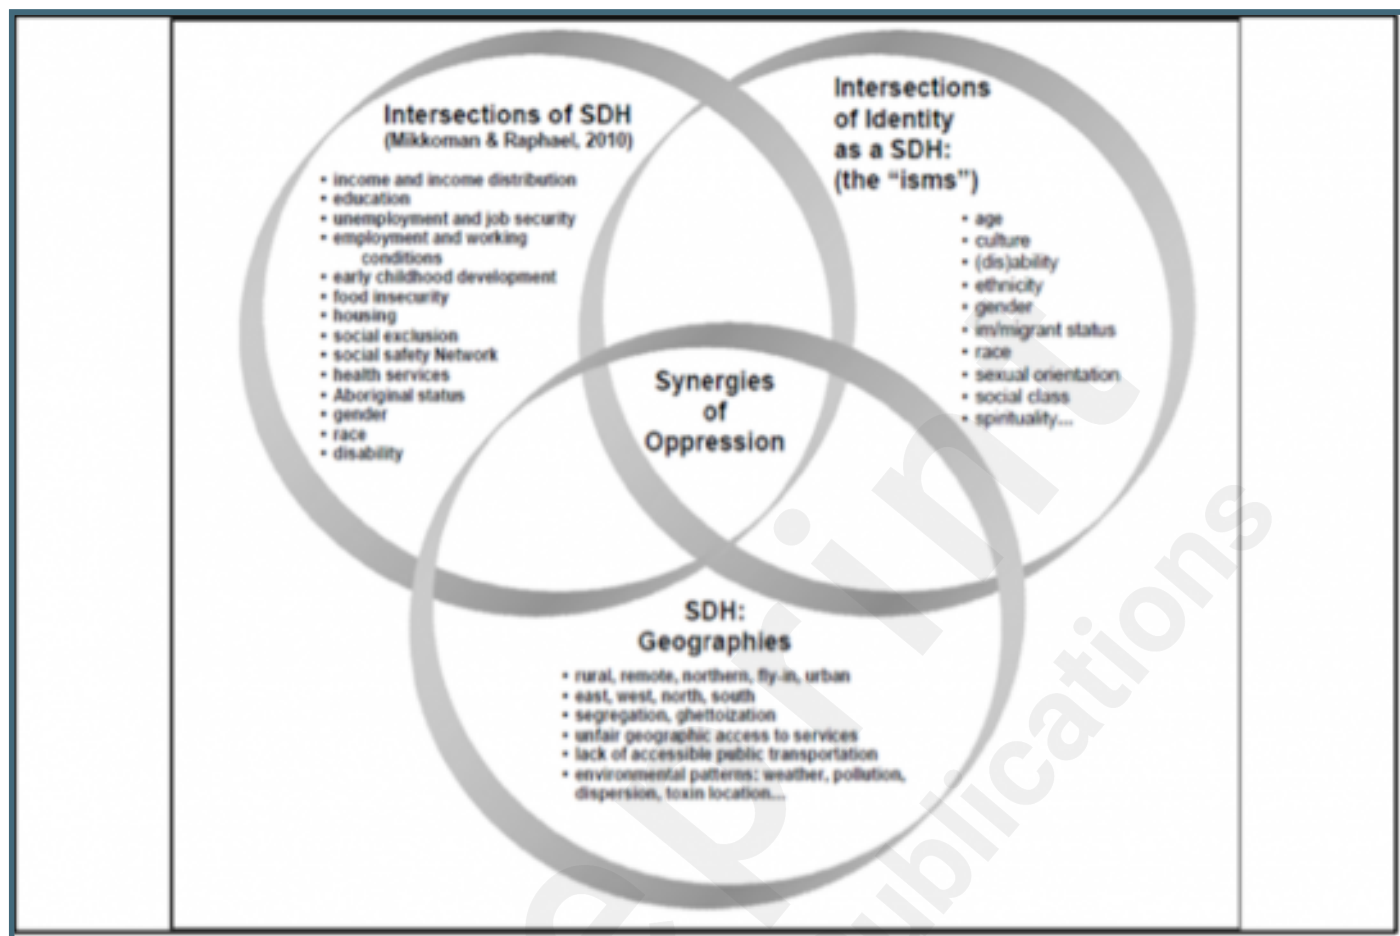 Intersections of SDH
(Mikkoman & Raphael, 2010)
• income and income distribution
• education
• unemployment and job security
• employment and working
conditions
• early childhood development
• food insecurity
• housing
• social exclusion
• social safety Network
• health services
• Aboriginal status
• gender
• race
• disability
Intersections
of Identity
as a SDH:
(the “isms”)
• age
• culture
• (dis)ability
• ethnicity
• gender
• im/migrant status
• race
• sexual orientation
• social class
• spirituality...
Synergies
of
Oppression
SDH:
Geographies
• rural, remote, northern, fly-in, urban
• east, west, north, south
• segregation, ghettoization
• unfair geographic access to services
• lack of accessible public transportation
• environmental patterns: weather, pollution,
dispersion, toxin location...